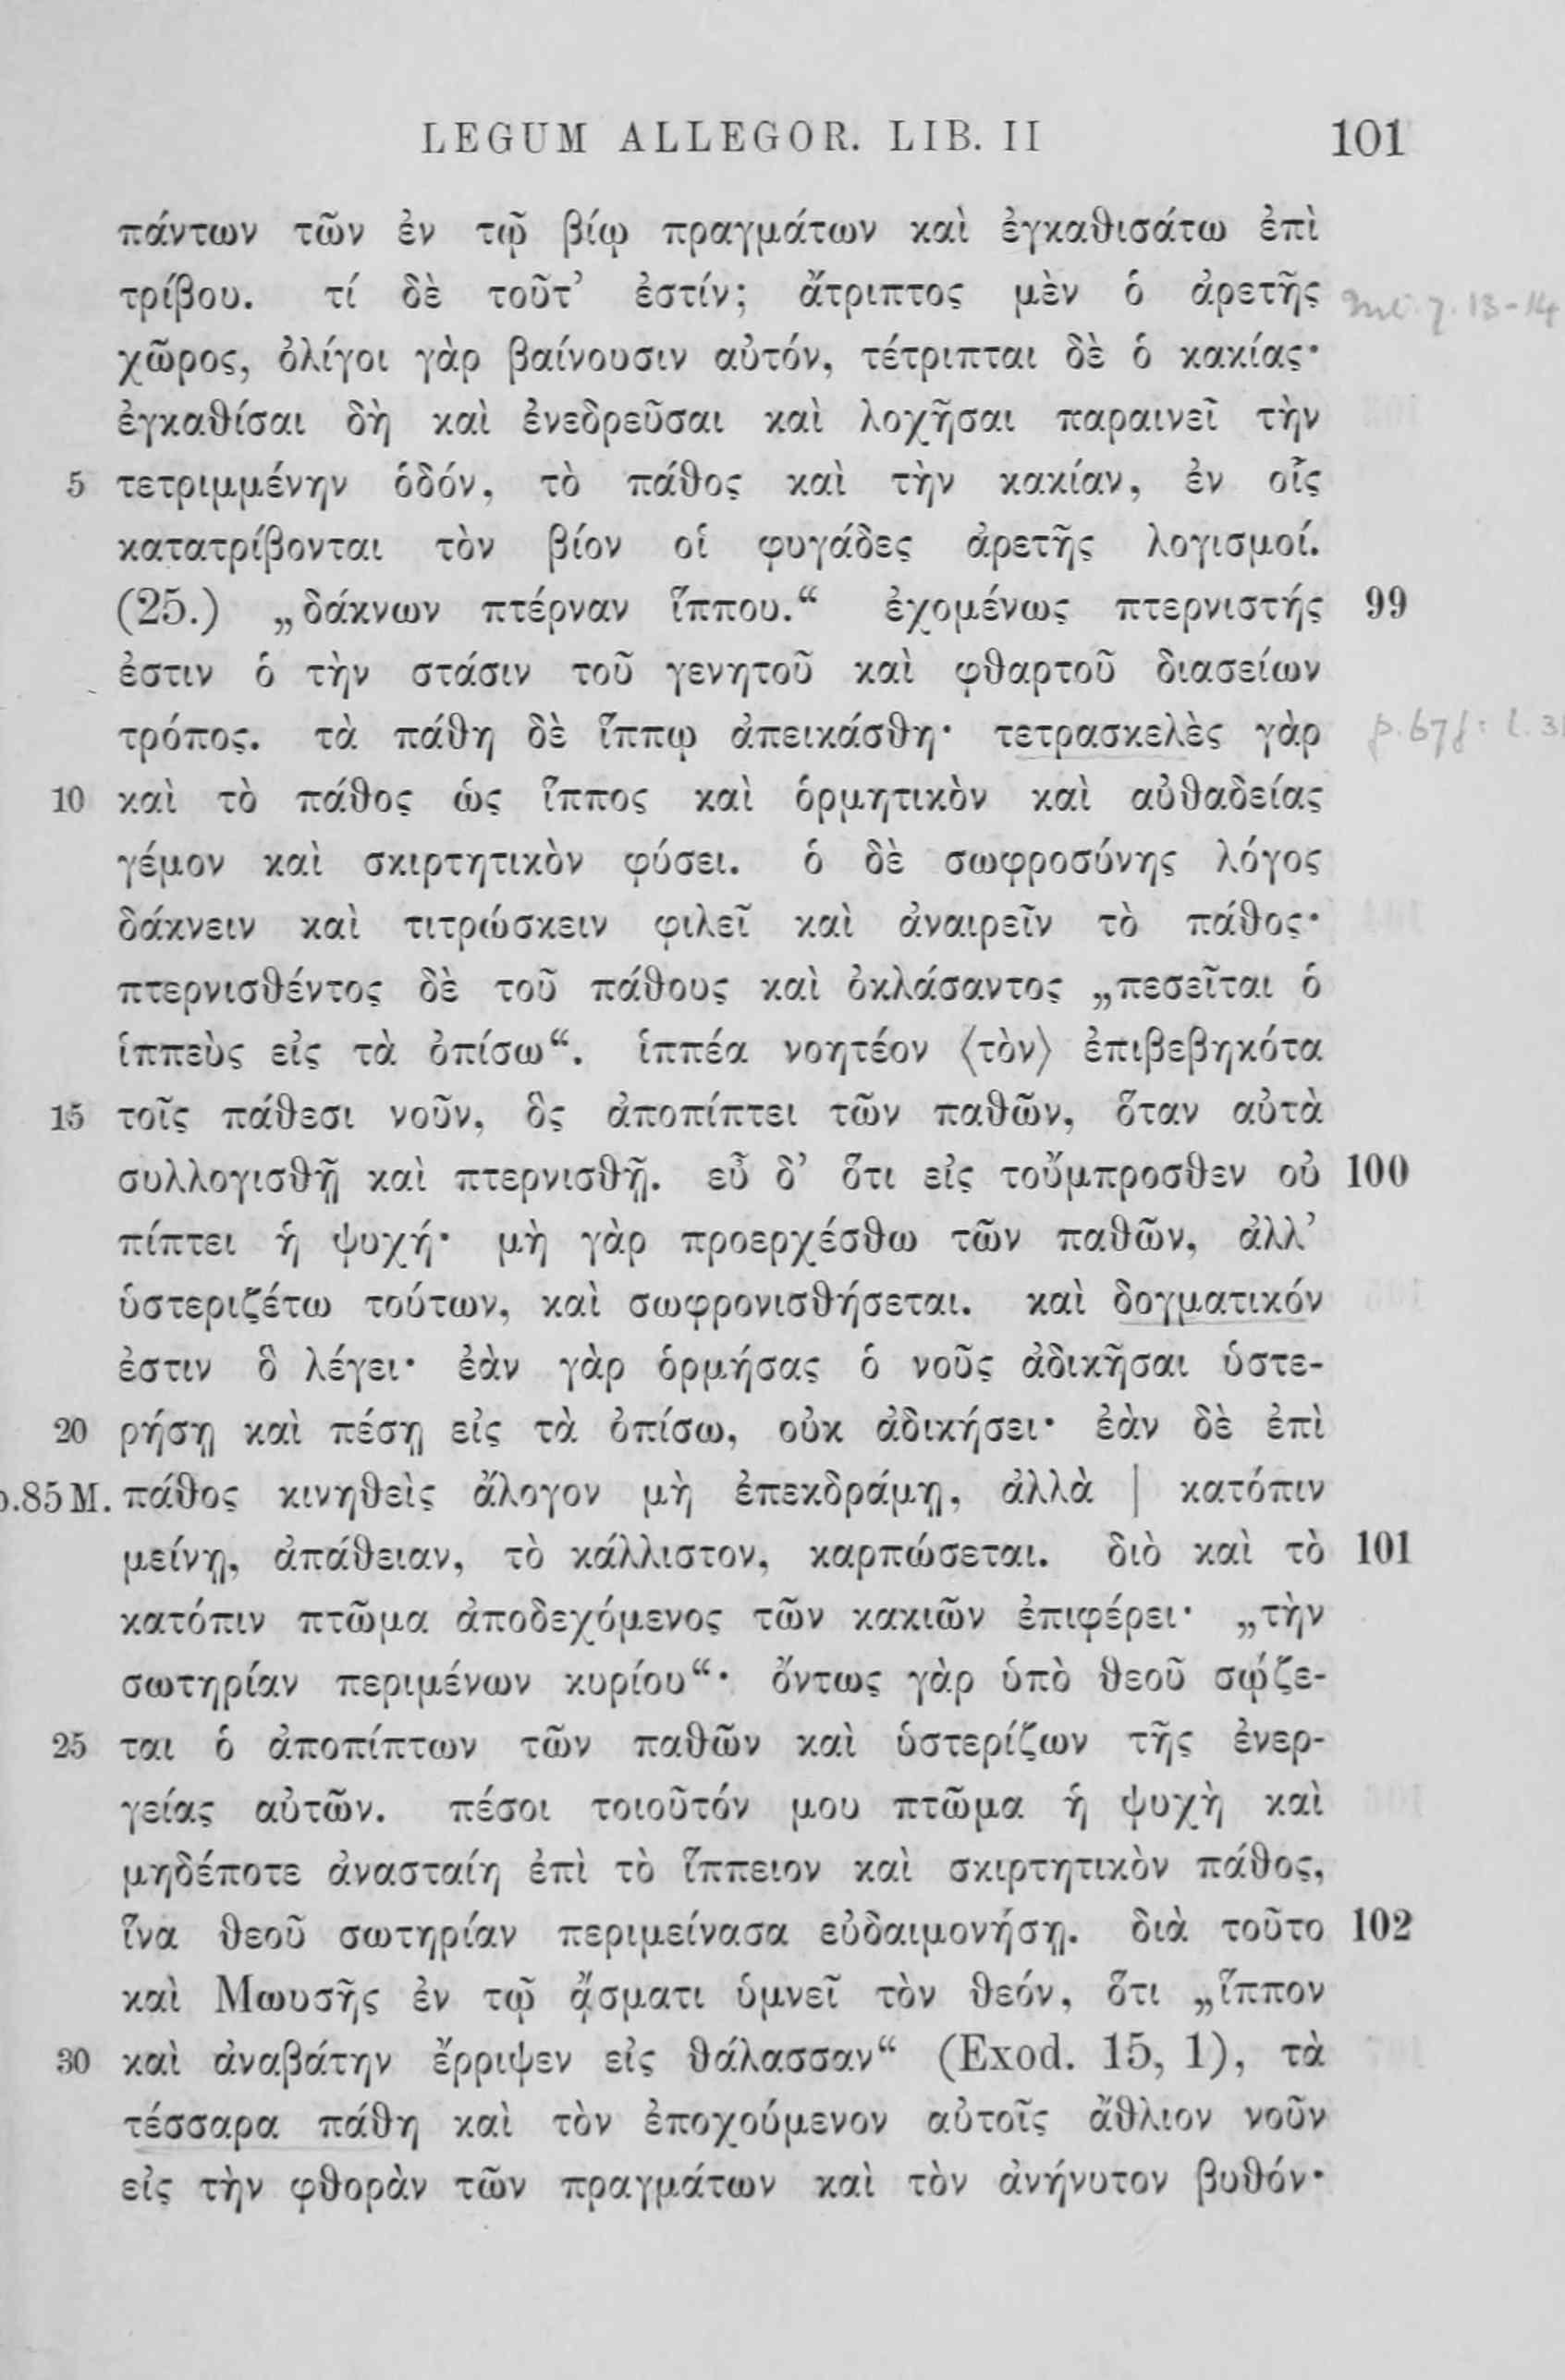 LEGUM ALLEGOR. LIB. II 101
πάντων τῶν ἐν τῷ βίῳ πραγμάτων καὶ ἐγκαθισάτω ἐπὶ
τρίβου. τί δὲ τοῦτ’ ἐστίν; ἄτριπτος μὲν ὁ ἀρετῆς
χῶρος, ὀλίγοι γὰρ βαίνουσιν αὐτόν, τέτριπται δὲ ὁ κακίας·
ἐγκαθίσαι δὴ καὶ ἐνεδρεῦσαι καὶ λοχῆσαι παραινεῖ τὴν
5 τετριμμένην ὁδόν, τὸ πάθος καὶ τὴν κακίαν, ἐν οἷς
κατατρίβονται τὸν βίον οἱ φυγάδες ἀρετῆς λογισμοί.
(25.) „δάκνων πτέρναν ἵππου.“ ἐχομένως πτερνιστής 99
ἐστιν ὁ τὴν στάσιν τοῦ γενητοῦ καὶ φθαρτοῦ διασείων
τρόπος. τὰ πάθη δὲ ἵππῳ ἀπεικάσθη· τετρασκελὲς γὰρ
10 καὶ τὸ πάθος ὡς ἵππος καὶ ὁρμητικὸν καὶ αὐθαδείας
γέμον καὶ σκιρτητικὸν φύσει. ὁ δὲ σωφροσύνης λόγος
δάκνειν καὶ τιτρώσκειν φιλεῖ καὶ ἀναιρεῖν τὸ πάθος·
πτερνισθέντος δὲ τοῦ πάθους καὶ ὀκλάσαντος „πεσεῖται ὁ
ἱππεὺς εἰς τὰ ὀπίσω“. ἱππέα νοητέον ⟨τὸν⟩ ἐπιβεβηκότα
15 τοῖς πάθεσι νοῦν, ὃς ἀποπίπτει τῶν παθῶν, ὅταν αὐτὰ
συλλογισθῇ καὶ πτερνισθῇ. εὖ δ’ ὅτι εἰς τοὔμπροσθεν οὐ 100
πίπτει ἡ ψυχή· μὴ γὰρ προερχέσθω τῶν παθῶν, ἀλλ’
ὑστεριζέτω τούτων, καὶ σωφρονισθήσεται. καὶ δογματικόν
ἐστιν ὃ λέγει· ἐὰν γὰρ ὁρμήσας ὁ νοῦς ἀδικῆσαι ὑστε-
20 ρήσῃ καὶ πέσῃ εἰς τὰ ὀπίσω, οὐκ ἀδικήσει· ἐὰν δὲ ἐπὶ
p.85 M. πάθος κινηθεὶς ἄλογον μὴ ἐπεκδράμῃ, ἀλλὰ | κατόπιν
μείνῃ, ἀπάθειαν, τὸ κάλλιστον, καρπώσεται. διὸ καὶ τὸ 101
κατόπιν πτῶμα ἀποδεχόμενος τῶν κακιῶν ἐπιφέρει· „τὴν
σωτηρίαν περιμένων κυρίου“· ὄντως γὰρ ὑπὸ θεοῦ σῴζε-
25 ται ὁ ἀποπίπτων τῶν παθῶν καὶ ὑστερίζων τῆς ἐνερ-
γείας αὐτῶν. πέσοι τοιοῦτόν μου πτῶμα ἡ ψυχὴ καὶ
μηδέποτε ἀνασταίη ἐπὶ τὸ ἵππειον καὶ σκιρτητικὸν πάθος,
ἵνα θεοῦ σωτηρίαν περιμείνασα εὐδαιμονήσῃ. διὰ τοῦτο 102
καὶ Μωυσῆς ἐν τῷ ᾄσματι ὑμνεῖ τὸν θεόν, ὅτι „ἵππον
30 καὶ ἀναβάτην ἔρριψεν εἰς θάλασσαν“ (Exod. 15, 1), τὰ
τέσσαρα πάθη καὶ τὸν ἐποχούμενον αὐτοῖς ἄθλιον νοῦν
εἰς τὴν φθορὰν τῶν πραγμάτων καὶ τὸν ἀνήνυτον βυθόν·